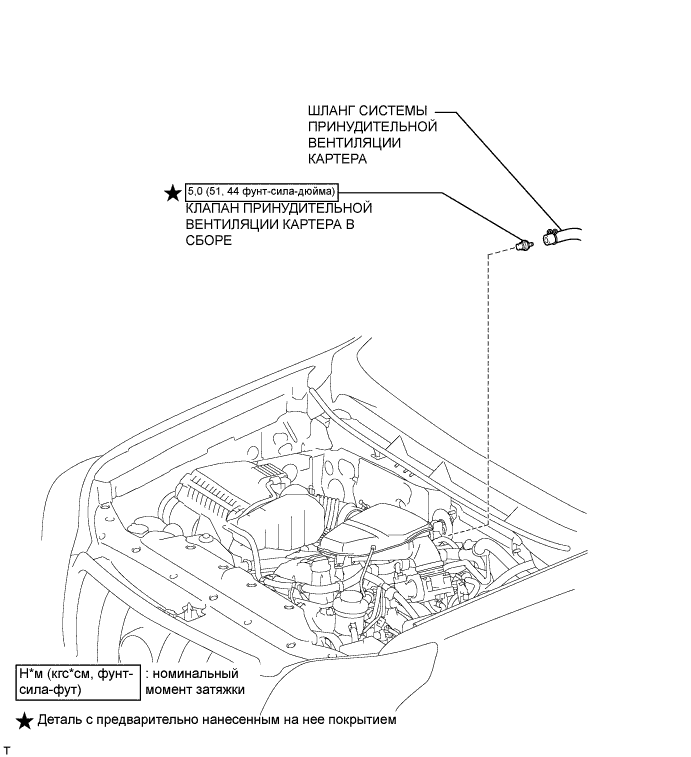 ШЛАНГ СИСТЕМЫ
ПРИНУДИТЕЛЬНОЙ
ВЕНТИЛЯЦИИ
КАРТЕРА
5,0 (51, 44 фунт-сила-дюйма)
КЛАПАН ПРИНУДИТЕЛЬНОЙ
ВЕНТИЛЯЦИИ КАРТЕРА В
СБОРЕ
Н*м (кгс*см, фунт-
сила-фут)
: номинальный
момент затяжки
Деталь с предварительно нанесенным на нее покрытием
T